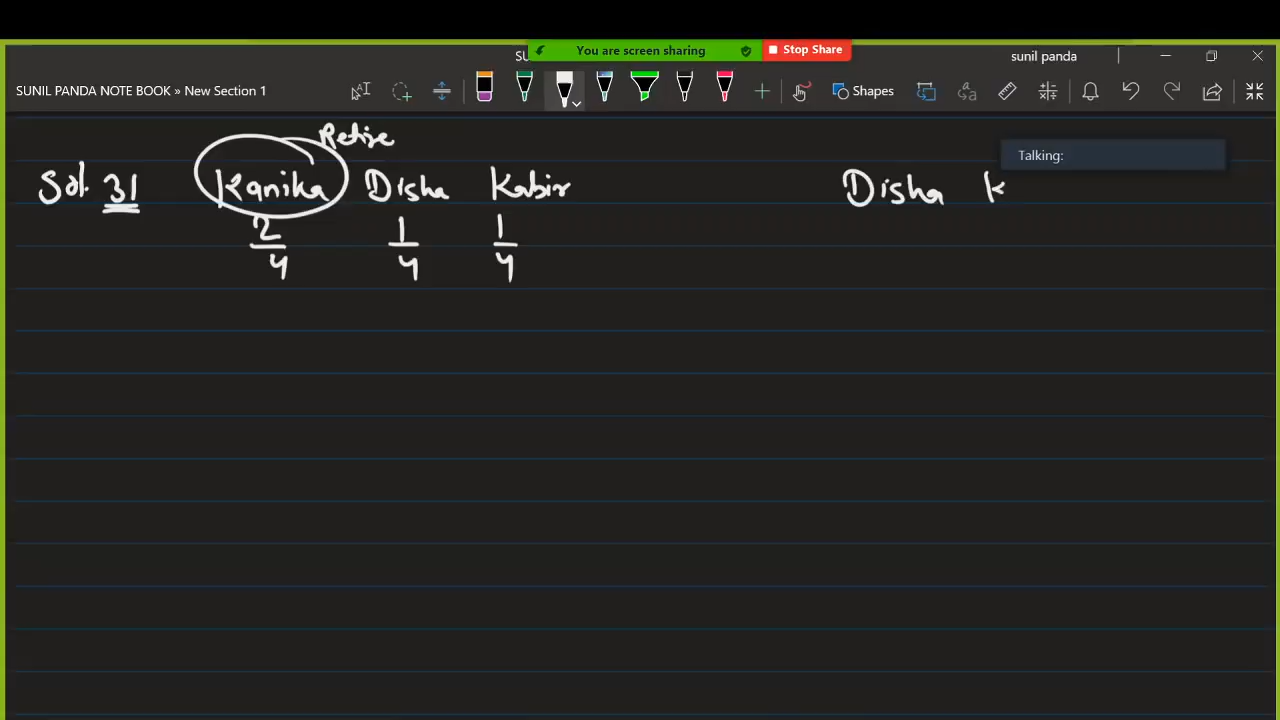 SU
You are screen sharing
Stop Share
sunil panda
SUNIL PANDA NOTE BOOK » New Section 1
Shapes
Talking:
Retire
Sol. 31 Kanika Disha Kabir Disha K
2/4 1/4 1/4